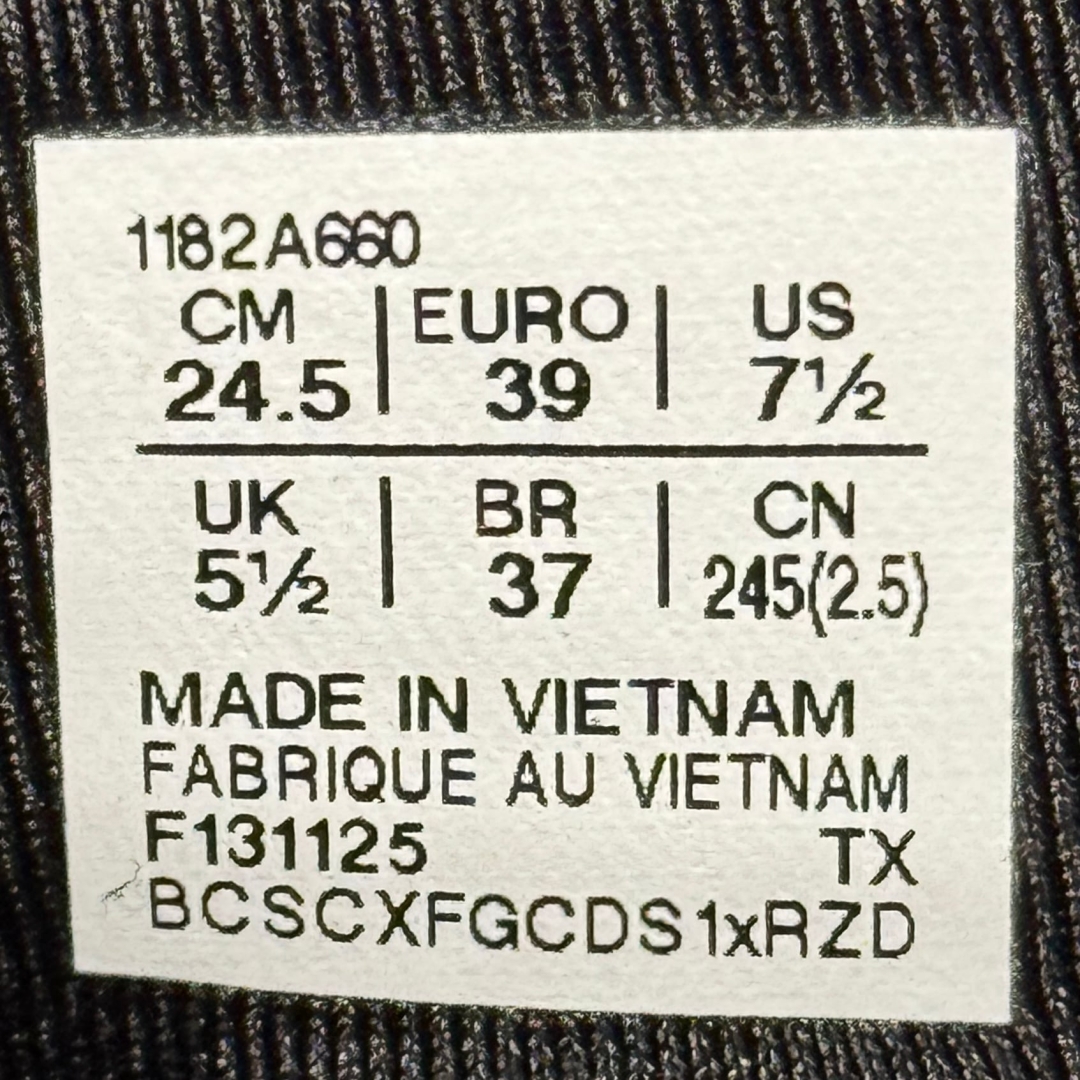 1182A660
CM | EURO | US
24.5 | 39 | 7½
UK | BR | CN
5½ | 37 | 245(2.5)
MADE IN VIETNAM
FABRIQUE AU VIETNAM
F131125 TX
BCSCXFGCDS1xRZD